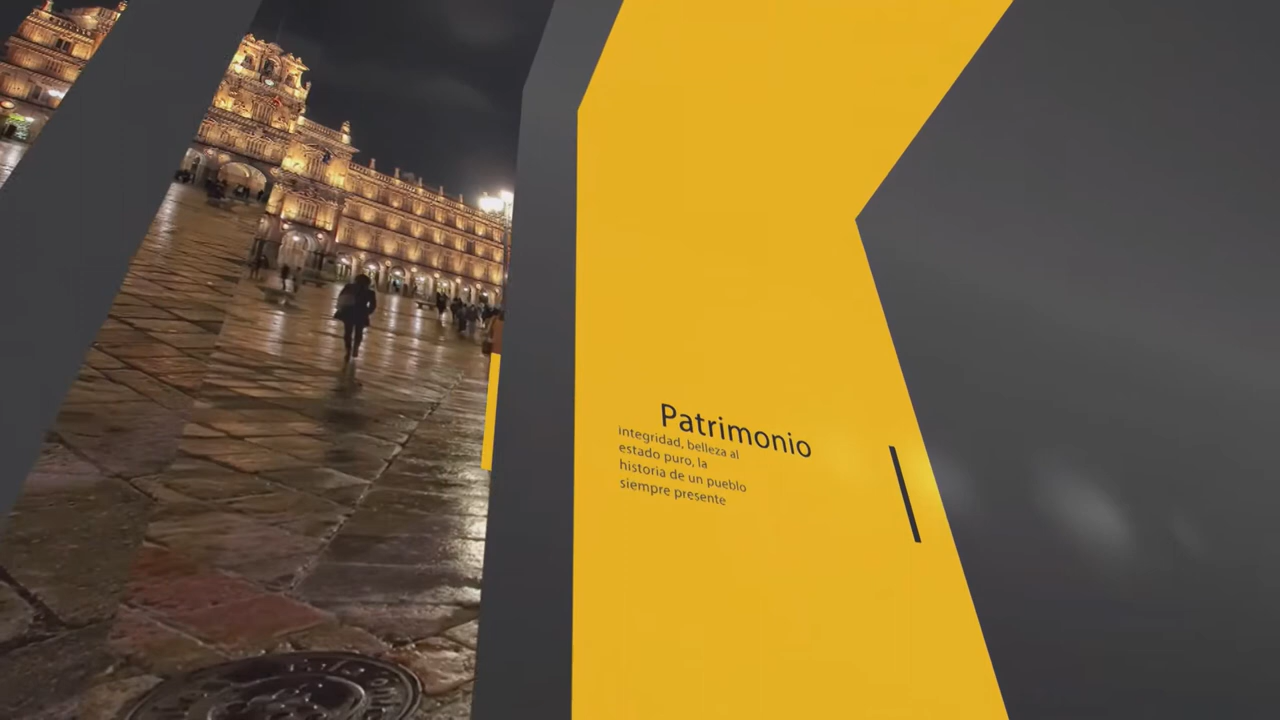 Patrimonio
integridad, belleza al
estado puro, la
historia de un pueblo
siempre presente